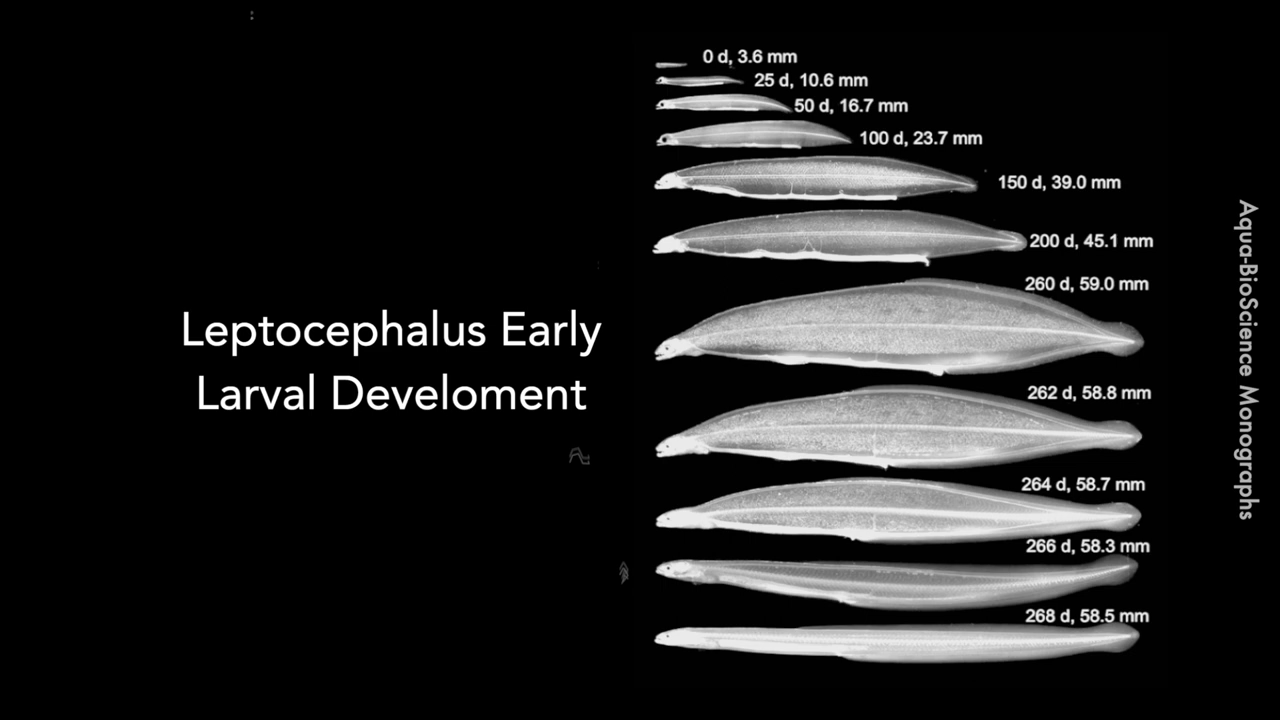 0 d, 3.6 mm
25 d, 10.6 mm
50 d, 16.7 mm
100 d, 23.7 mm
150 d, 39.0 mm
200 d, 45.1 mm
260 d, 59.0 mm
262 d, 58.8 mm
264 d, 58.7 mm
266 d, 58.3 mm
268 d, 58.5 mm
Leptocephalus Early
Larval Develoment
Aqua-BioScience Monographs